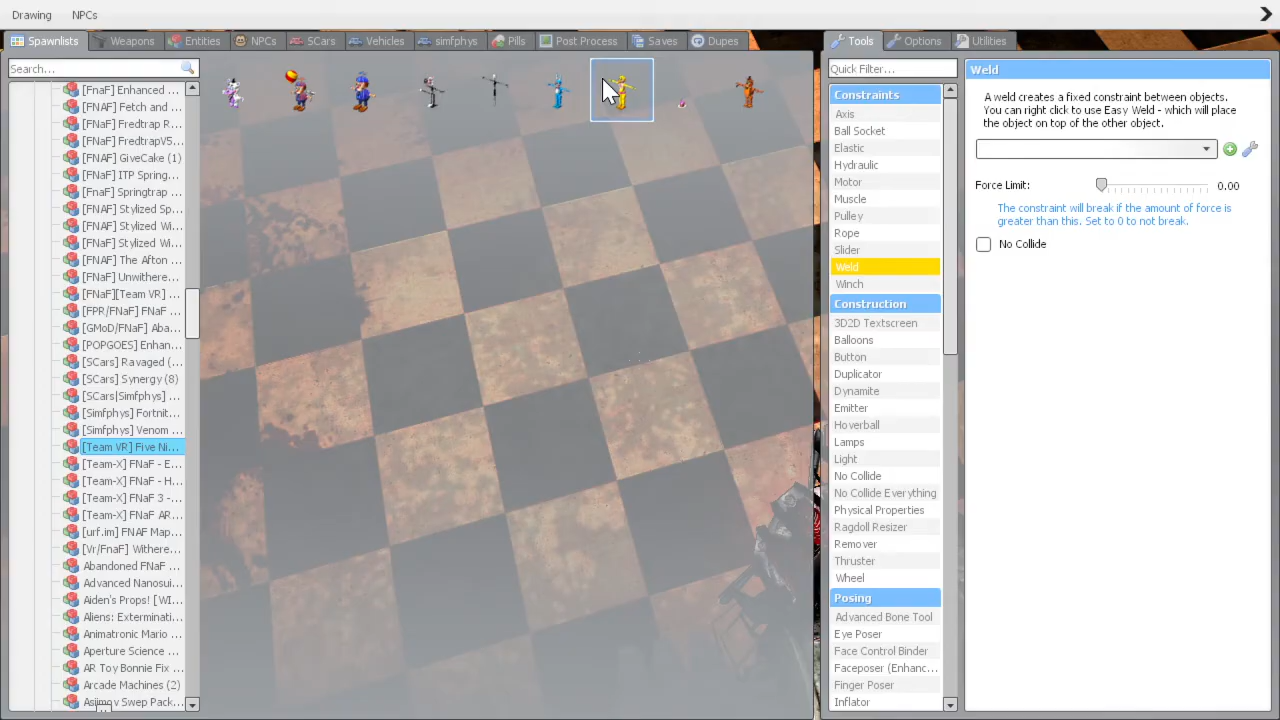 Drawing NPCs
Spawnlists Weapons Entities NPCs SCars Vehicles simfphys Pills Post Process Saves Dupes
Search...
[FnaF] Enhanced ...
[FNAF] Fetch and ...
[FNAF] Fredtrap R...
[FNAF] FredtrapV5...
[FNAF] GiveCake (1)
[FNAF] ITP Spring...
[FnaF] Springtrap ...
[FNAF] Stylized Sp...
[FNAF] Stylized Wi...
[FNAF] Stylized Wi...
[FNAF] The Afton ...
[FNaF] Unwithere...
[FNaF][Team VR] ...
[FPR/FNaF] FNaF ...
[GMoD/FNaF] Aba...
[POPGOES] Enhan...
[SCars] Ravaged (...
[SCars] Synergy (8)
[SCars|Simfphys] ...
[Simfphys] Fortnit...
[Simfphys] Venom ...
[Team VR] Five Ni...
[Team-X] FNaF - E...
[Team-X] FNaF - H...
[Team-X] FNaF 3 -...
[Team-X] FNAF AR...
[urf.im] FNAF Map...
[Vr/FnaF] Withere...
Abandoned FNaF ...
Advanced Nanosui...
Aiden's Props! [WI...
Aliens: Exterminati...
Animatronic Mario ...
Aperture Science ...
AR Toy Bonnie Fix ...
Arcade Machines (2)
Asimov Swep Pack...
Tools Options Utilities
Quick Filter...
Constraints
Axis
Ball Socket
Elastic
Hydraulic
Motor
Muscle
Pulley
Rope
Slider
Weld
Winch
Construction
3D2D Textscreen
Balloons
Button
Duplicator
Dynamite
Emitter
Hoverball
Lamps
Light
No Collide
No Collide Everything
Physical Properties
Ragdoll Resizer
Remover
Thruster
Wheel
Posing
Advanced Bone Tool
Eye Poser
Face Control Binder
Faceposer (Enhanc...
Finger Poser
Inflator
Weld
A weld creates a fixed constraint between objects.
You can right click to use Easy Weld - which will place
the object on top of the other object.
Force Limit: 0.00
The constraint will break if the amount of force is
greater than this. Set to 0 to not break.
No Collide